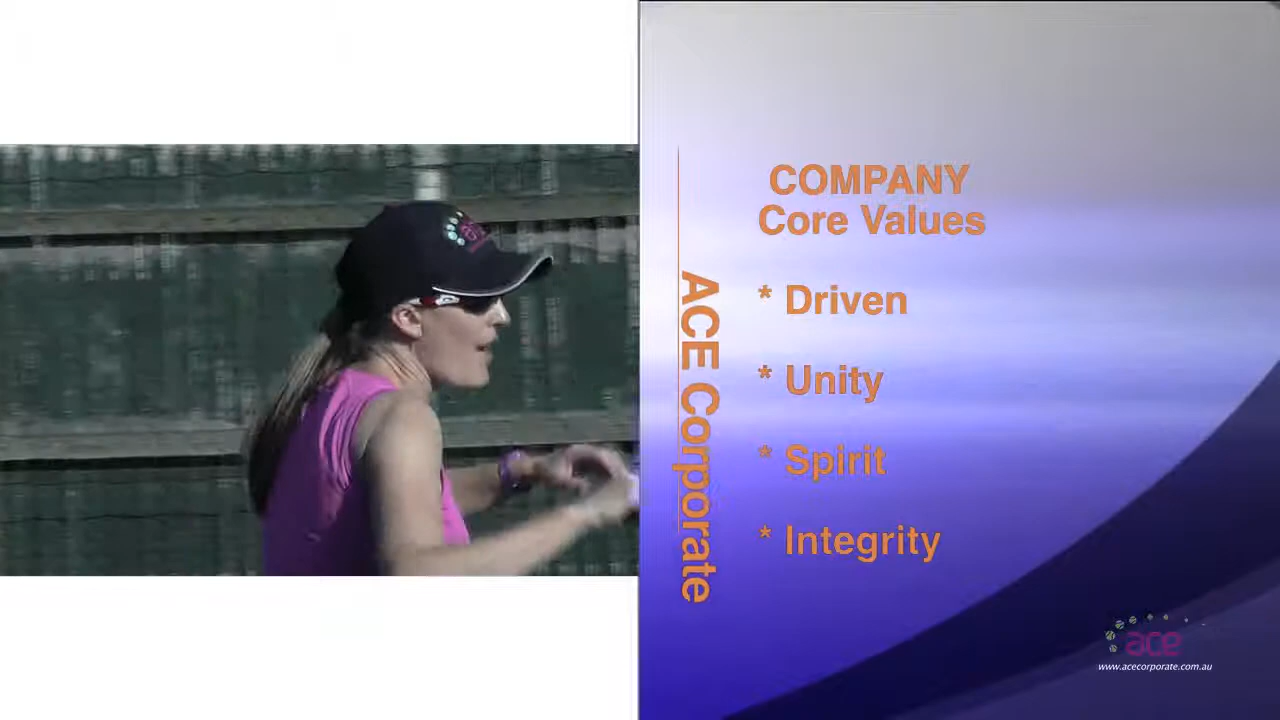 COMPANY
Core Values
* Driven
* Unity
* Spirit
* Integrity
ACE Corporate
ace
www.acecorporate.com.au